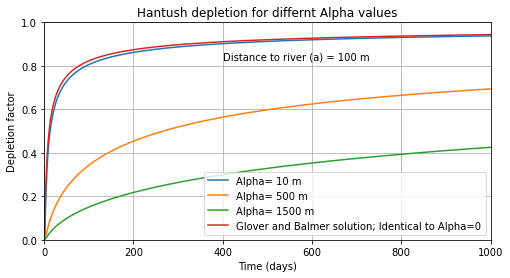 Hantush depletion for differnt Alpha values
Depletion factor
1.0
0.8
0.6
0.4
0.2
0.0
Distance to river (a) = 100 m
Alpha= 10 m
Alpha= 500 m
Alpha= 1500 m
Glover and Balmer solution; Identical to Alpha=0
0 200 400 600 800 1000
Time (days)